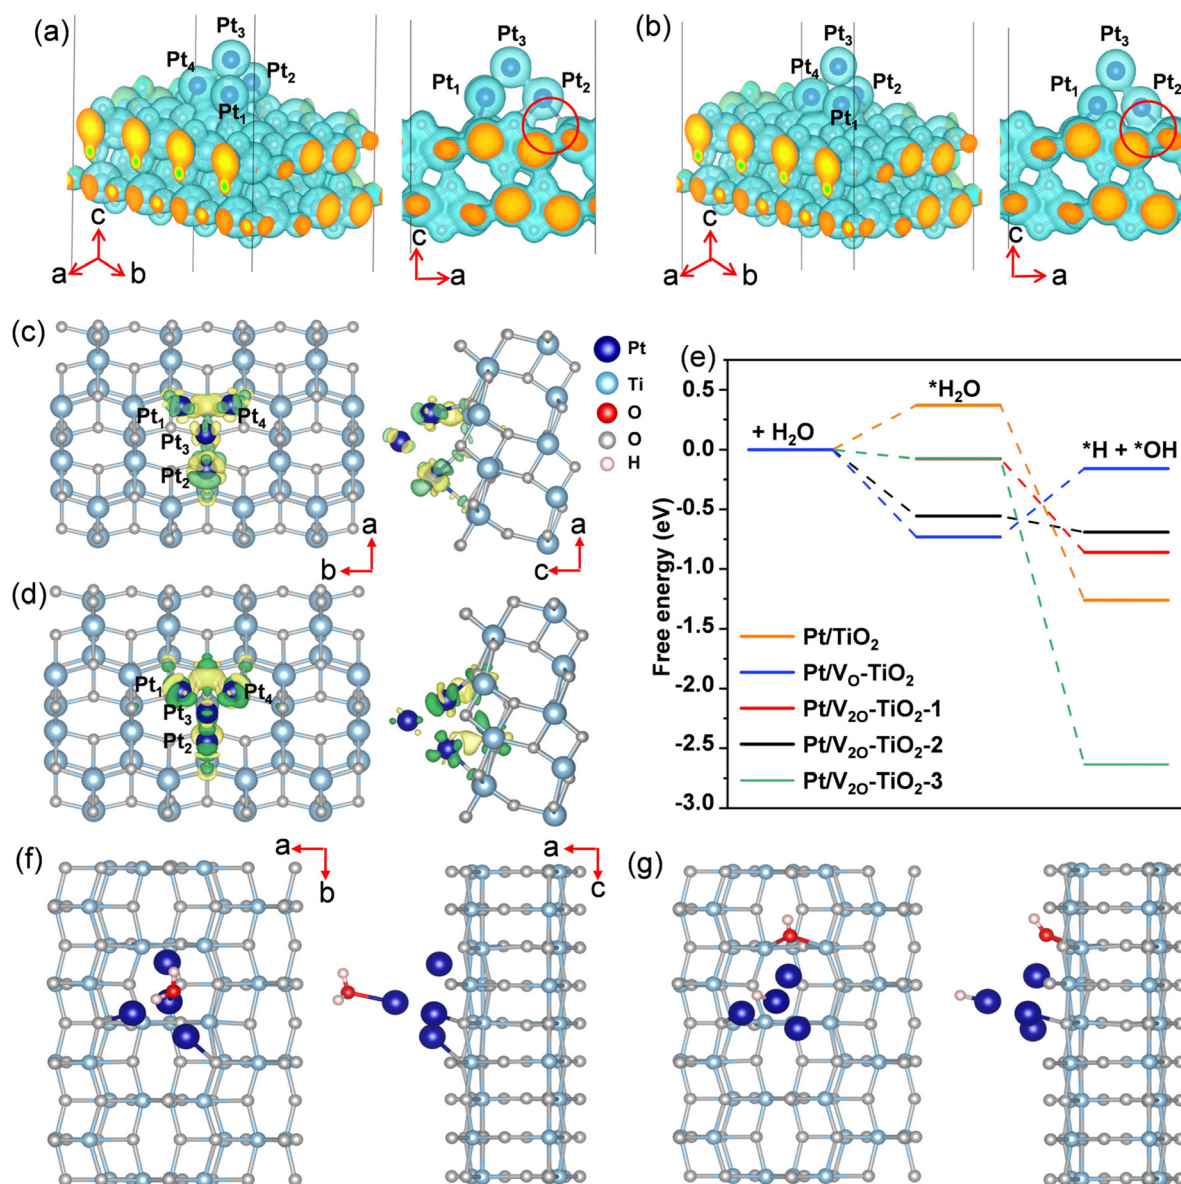 (a)
Pt₃
Pt₄
Pt₂
Pt₁
c
a
b
Pt₃
Pt₁
Pt₂
c
a
(b)
Pt₃
Pt₄
Pt₂
Pt₁
c
a
b
Pt₃
Pt₁
Pt₂
c
a
(c)
Pt₁
Pt₄
Pt₃
Pt₂
a
b
a
c
Pt
Ti
O
O
H
(d)
Pt₁
Pt₄
Pt₃
Pt₂
(e)
Free energy (eV)
0.5
0.0
-0.5
-1.0
-1.5
-2.0
-2.5
-3.0
+ H₂O
*H₂O
*H + *OH
Pt/TiO₂
Pt/V_O-TiO₂
Pt/V₂O-TiO₂-1
Pt/V₂O-TiO₂-2
Pt/V₂O-TiO₂-3
(f)
a
b
a
c
(g)